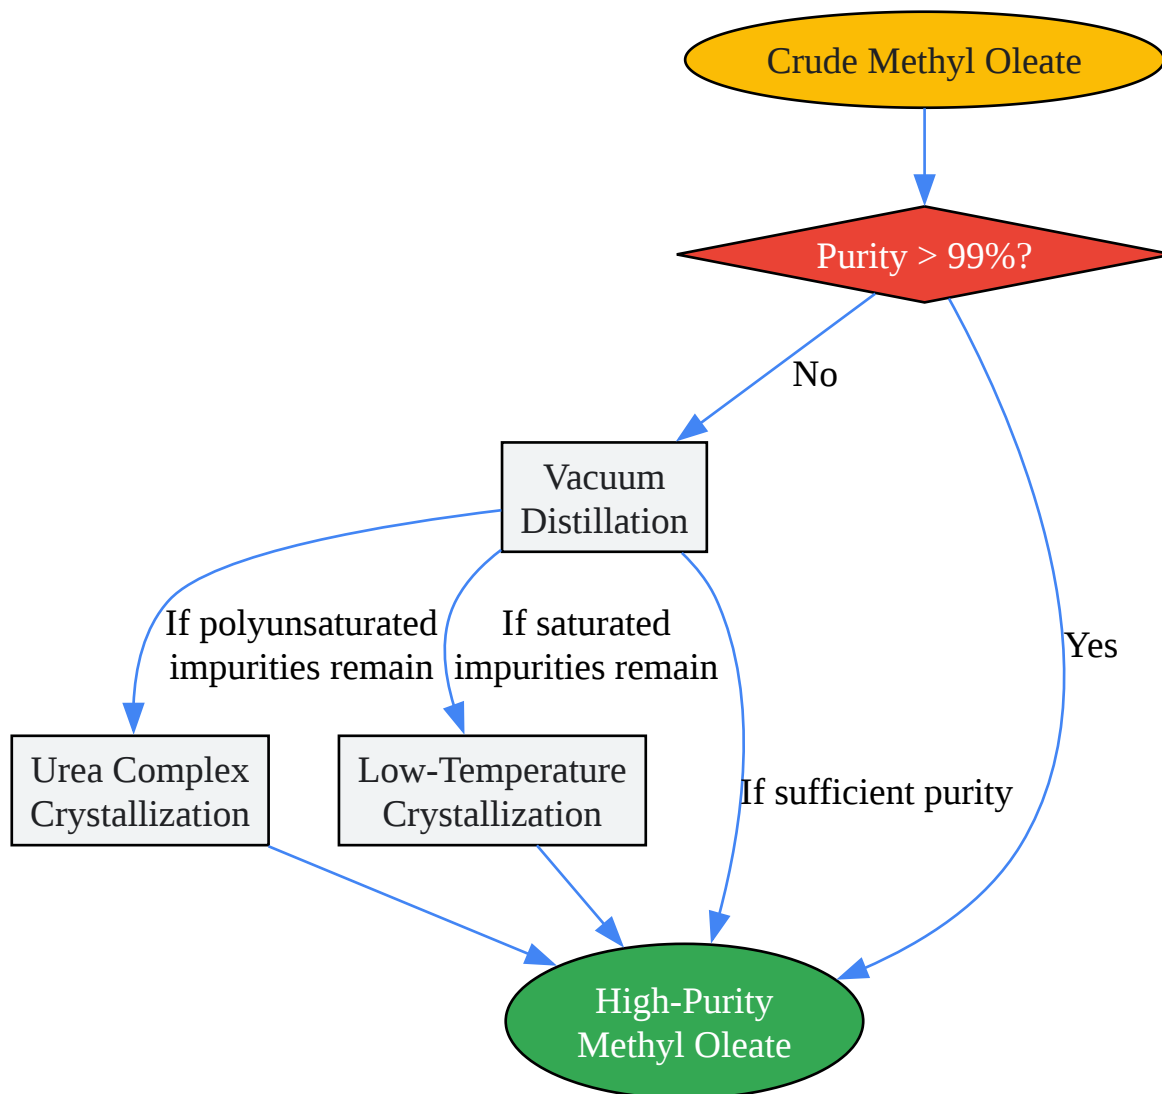 Crude Methyl Oleate
Purity > 99%?
No
Vacuum
Distillation
If polyunsaturated
impurities remain
If saturated
impurities remain
Yes
Urea Complex
Crystallization
Low-Temperature
Crystallization
If sufficient purity
High-Purity
Methyl Oleate